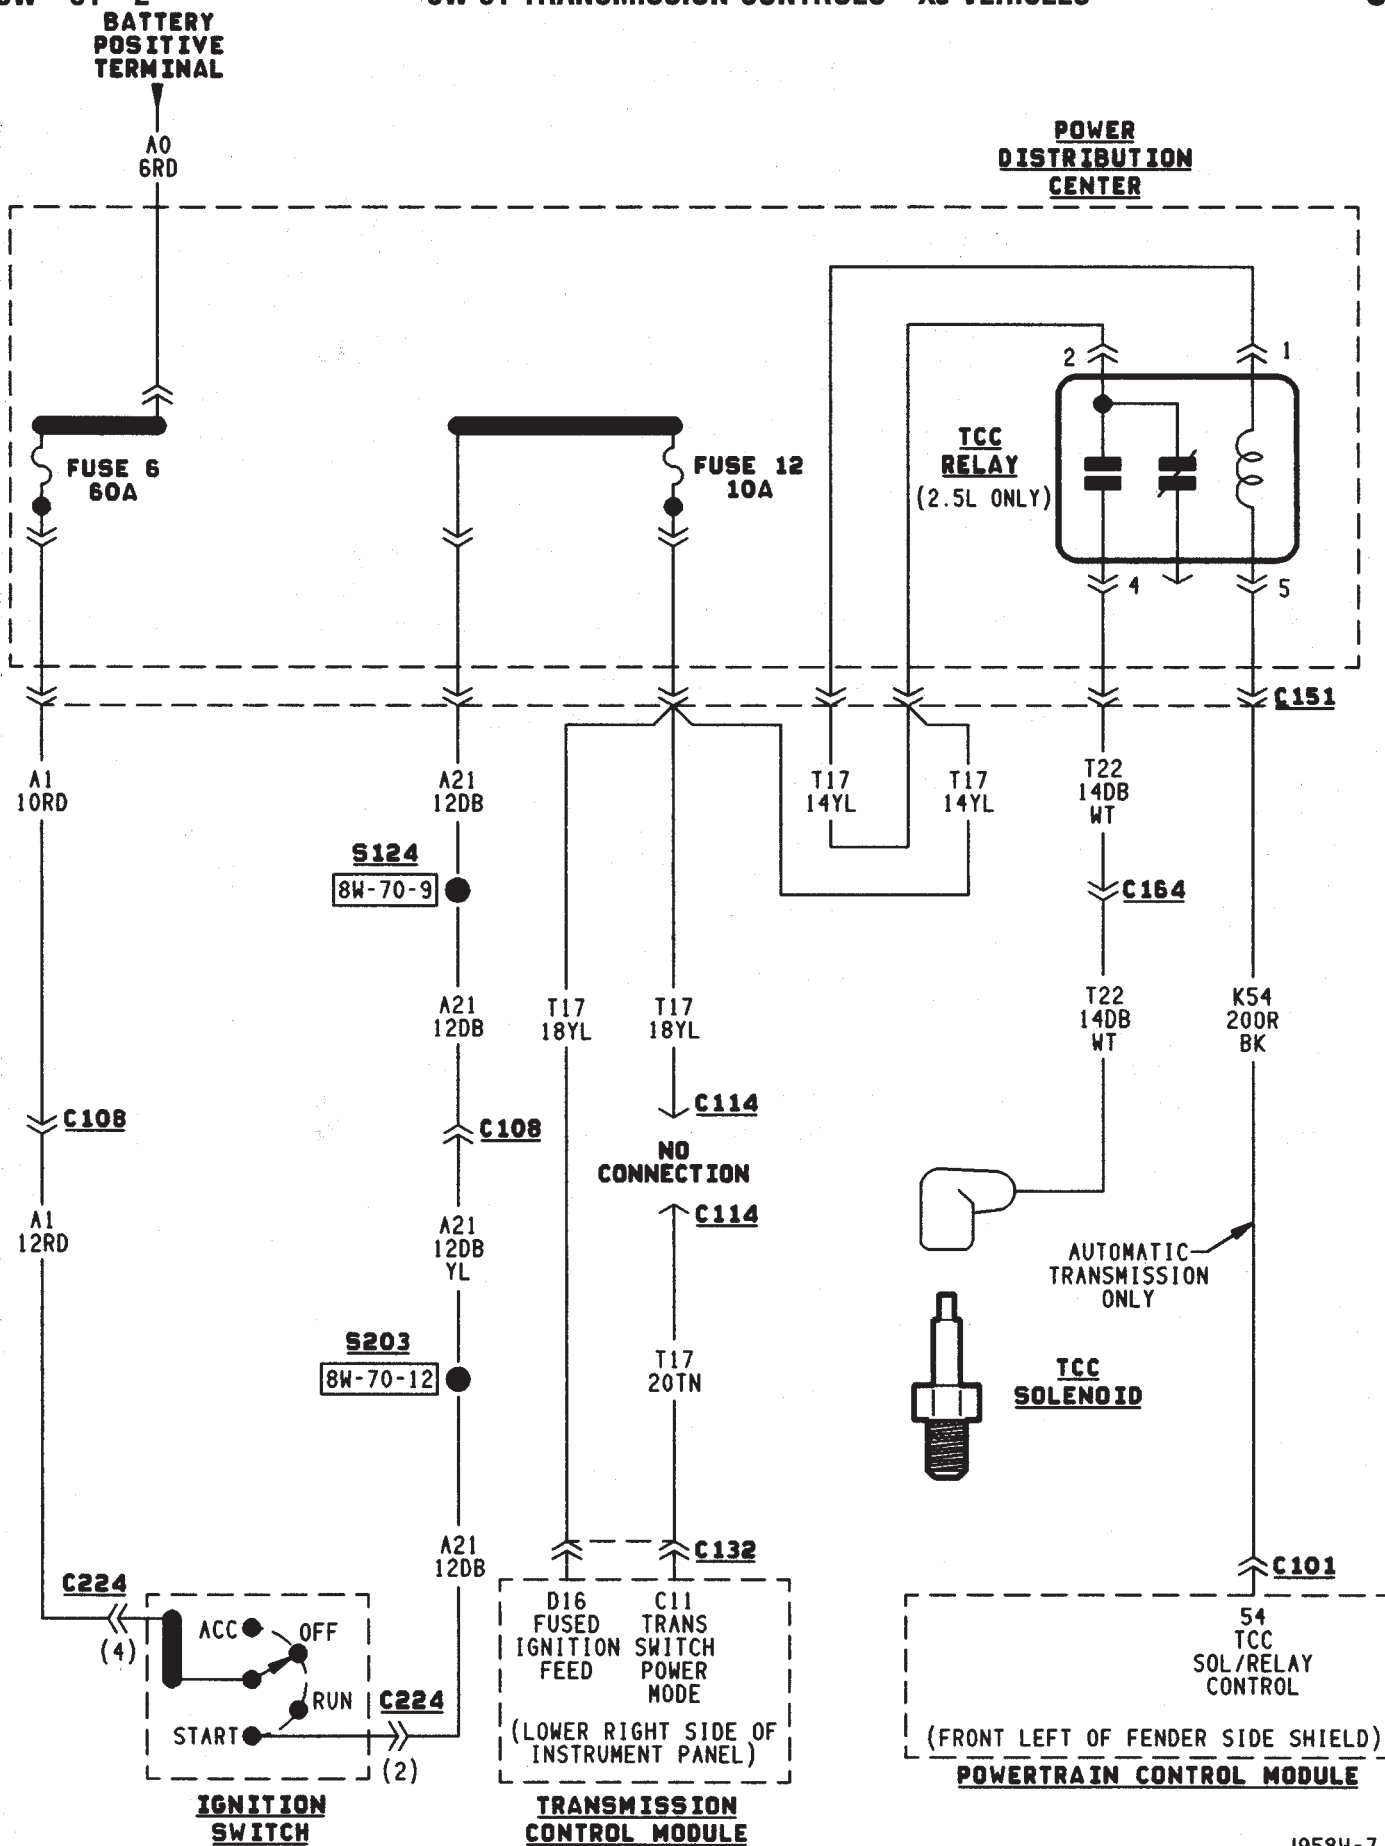 BATTERY
POSITIVE
TERMINAL
A0
6RD
POWER
DISTRIBUTION
CENTER
2
1
FUSE 6
60A
FUSE 12
10A
TCC
RELAY
(2.5L ONLY)
4
5
C151
A1
10RD
A21
12DB
T17
14YL
T17
14YL
T22
14DB
WT
S124
8W-70-9
C164
A21
12DB
T17
18YL
T17
18YL
T22
14DB
WT
K54
20OR
BK
C108
C108
C114
NO
CONNECTION
C114
A1
12RD
A21
12DB
YL
AUTOMATIC
TRANSMISSION
ONLY
S203
8W-70-12
T17
20TN
TCC
SOLENOID
A21
12DB
C132
C101
C224
(4)
ACC
OFF
RUN
START
C224
(2)
IGNITION
SWITCH
D16
FUSED
IGNITION
FEED
C11
TRANS
SWITCH
POWER
MODE
(LOWER RIGHT SIDE OF
INSTRUMENT PANEL)
TRANSMISSION
CONTROL MODULE
54
TCC
SOL/RELAY
CONTROL
(FRONT LEFT OF FENDER SIDE SHIELD)
POWERTRAIN CONTROL MODULE